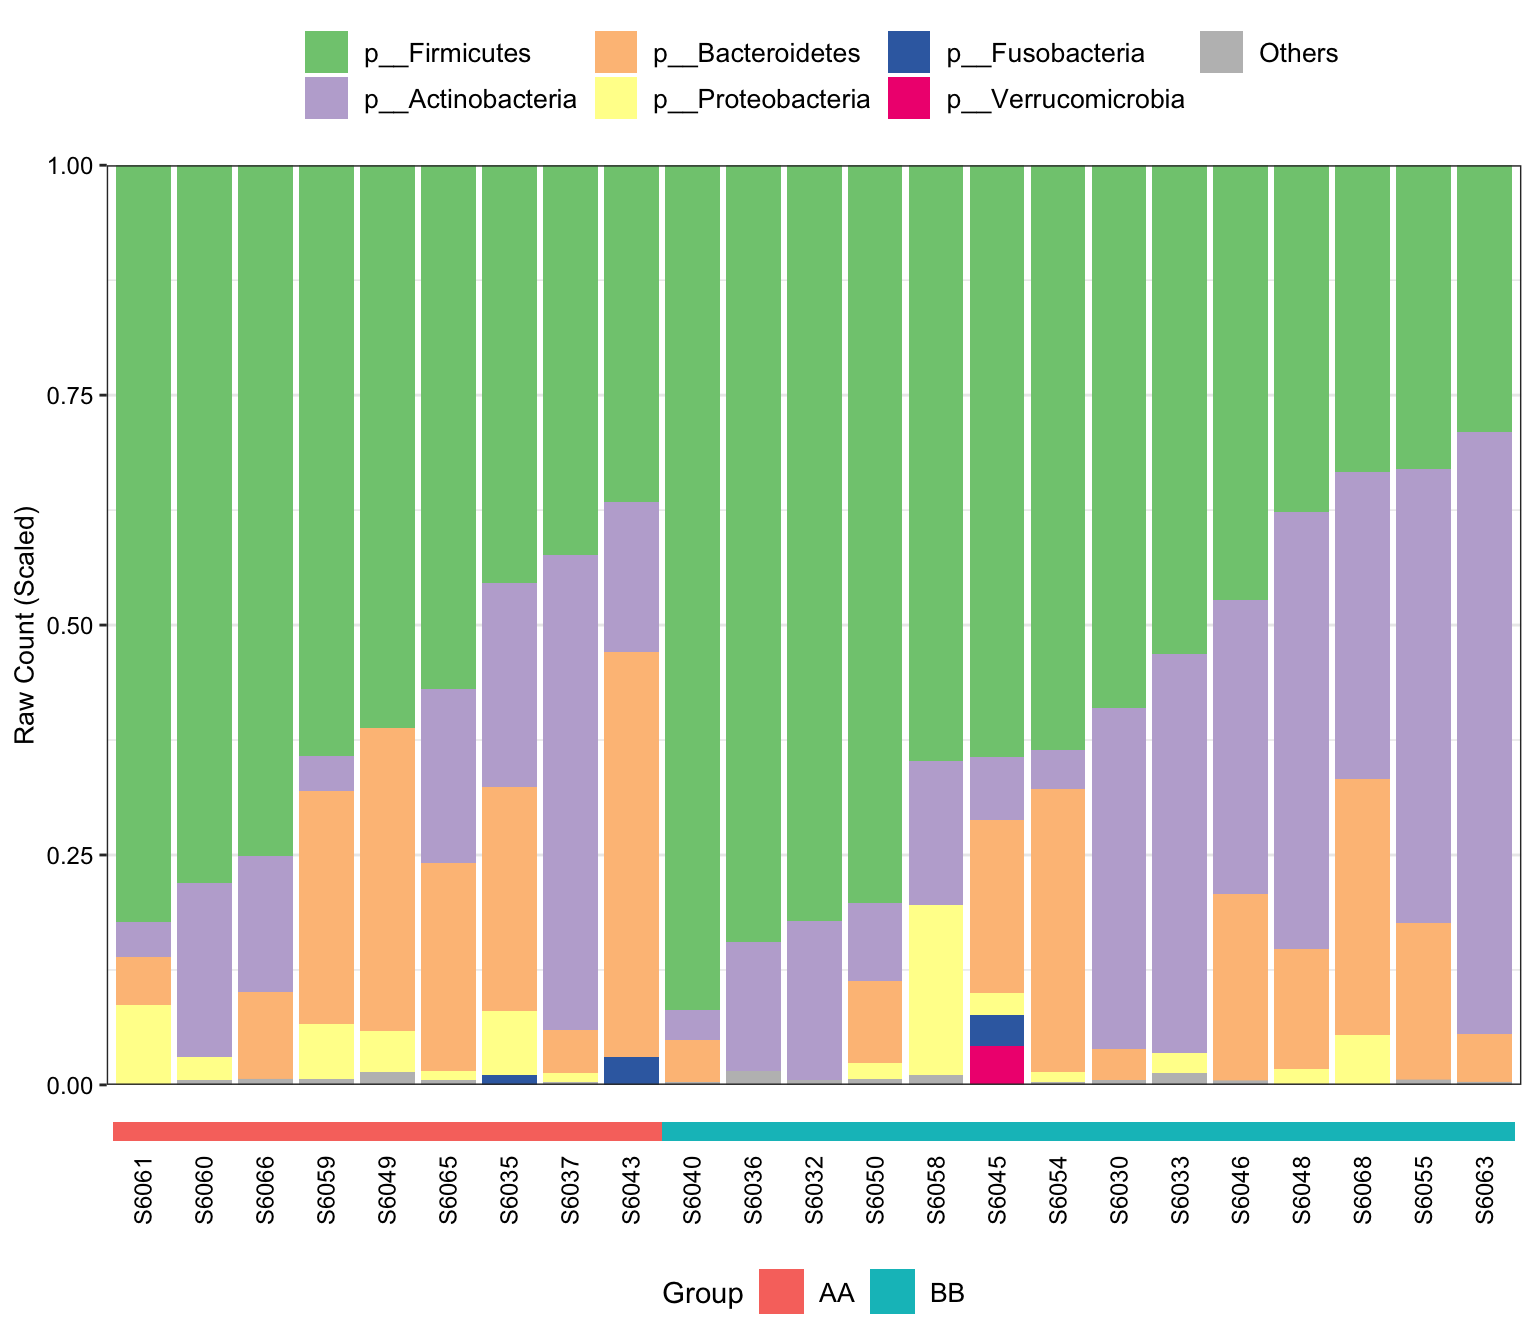 p__Firmicutes p__Bacteroidetes p__Fusobacteria Others
p__Actinobacteria p__Proteobacteria p__Verrucomicrobia
1.00
0.75
0.50
0.25
0.00
Raw Count (Scaled)
S6061 S6060 S6066 S6059 S6049 S6065 S6035 S6037 S6043 S6040 S6036 S6032 S6050 S6058 S6045 S6054 S6030 S6033 S6046 S6048 S6068 S6055 S6063
Group AA BB